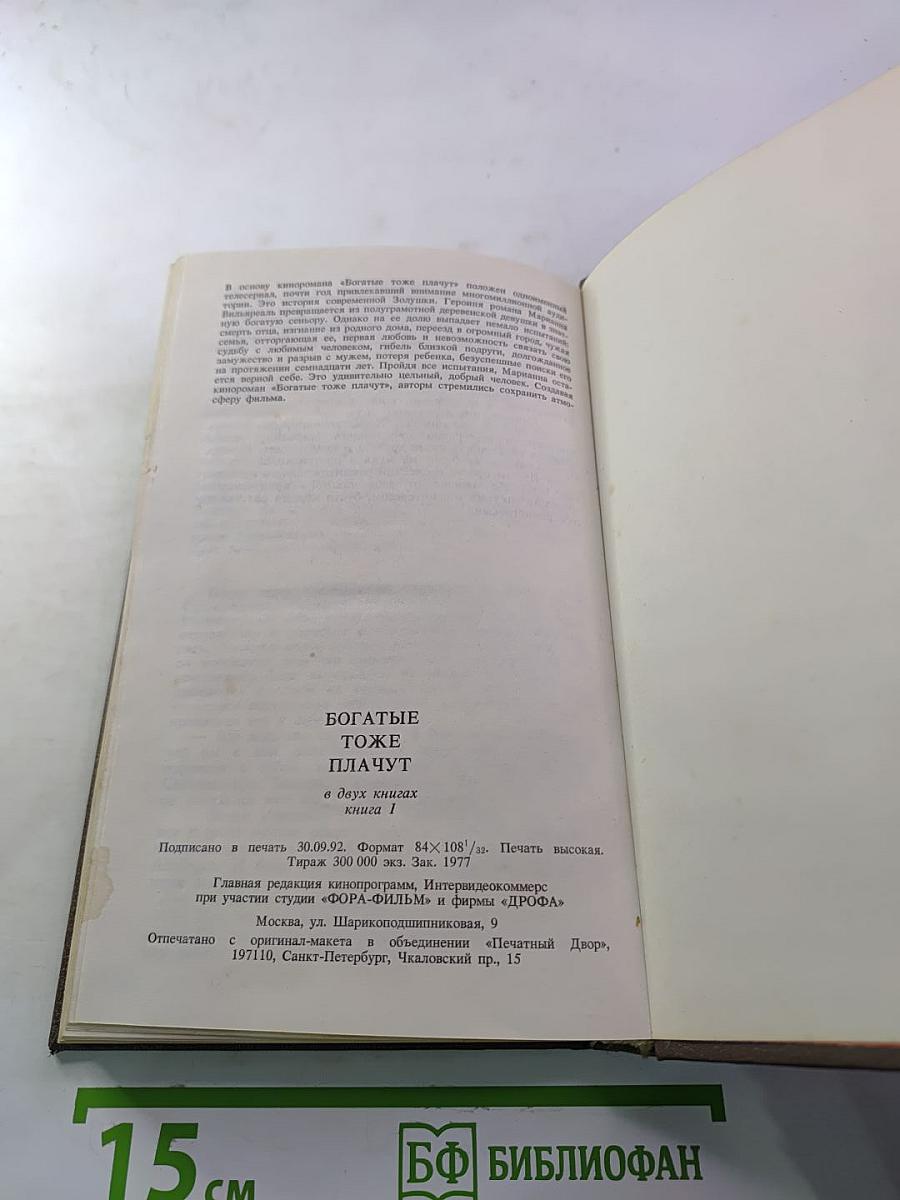 В основу киноромана «Богатые тоже плачут» положен одноименный
телесериал, почти год привлекавший внимание многомиллионной ауди-
тории. Это история современной Золушки. Героиня романа Марианна
Вильяреаль превращается из полуграмотной деревенской девушки в знат-
ную богатую сеньору. Однако на ее долю выпадает немало испытаний:
смерть отца, изгнание из родного дома, переезд в огромный город, чужая
семья, отторгающая ее, первая любовь и невозможность связать свою
судьбу с любимым человеком, гибель близкой подруги, долгожданное
замужество и разрыв с мужем, потеря ребенка, безуспешные поиски его
на протяжении семнадцати лет. Пройдя все испытания, Марианна оста-
ется верной себе. Это удивительно цельный, добрый человек. Создавая
кинороман «Богатые тоже плачут», авторы стремились сохранить атмо-
сферу фильма.
БОГАТЫЕ
ТОЖЕ
ПЛАЧУТ
в двух книгах
книга I
Подписано в печать 30.09.92. Формат 84×108¹/₃₂. Печать высокая.
Тираж 300 000 экз. Зак. 1977
Главная редакция кинопрограмм, Интервидеокоммерс
при участии студии «ФОРА-ФИЛЬМ» и фирмы «ДРОФА»
Москва, ул. Шарикоподшипниковая, 9
Отпечатано с оригинал-макета в объединении «Печатный Двор»,
197110, Санкт-Петербург, Чкаловский пр., 15
15 см
БФ БИБЛИОФАН